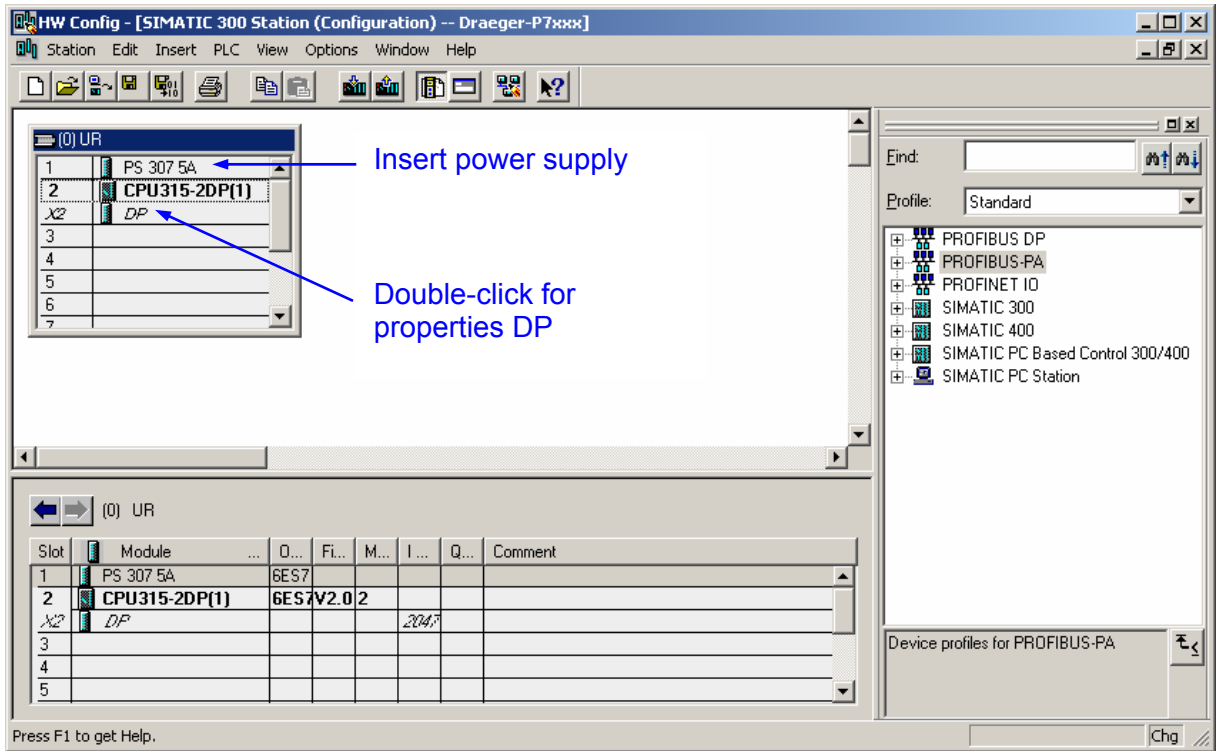 HW Config - [SIMATIC 300 Station (Configuration) -- Draeger-P7xxx]
Station Edit Insert PLC View Options Window Help
(0) UR
1 PS 307 5A
2 CPU315-2DP(1)
X2 DP
3
4
5
6
7
Insert power supply
Double-click for
properties DP
Find:
Profile: Standard
PROFIBUS DP
PROFIBUS-PA
PROFINET IO
SIMATIC 300
SIMATIC 400
SIMATIC PC Based Control 300/400
SIMATIC PC Station
Device profiles for PROFIBUS-PA
(0) UR
Slot Module ... O... Fi... M... I ... Q... Comment
1 PS 307 5A 6ES7
2 CPU315-2DP(1) 6ES7 V2.0 2
X2 DP 2047
3
4
5
Press F1 to get Help.
Chg